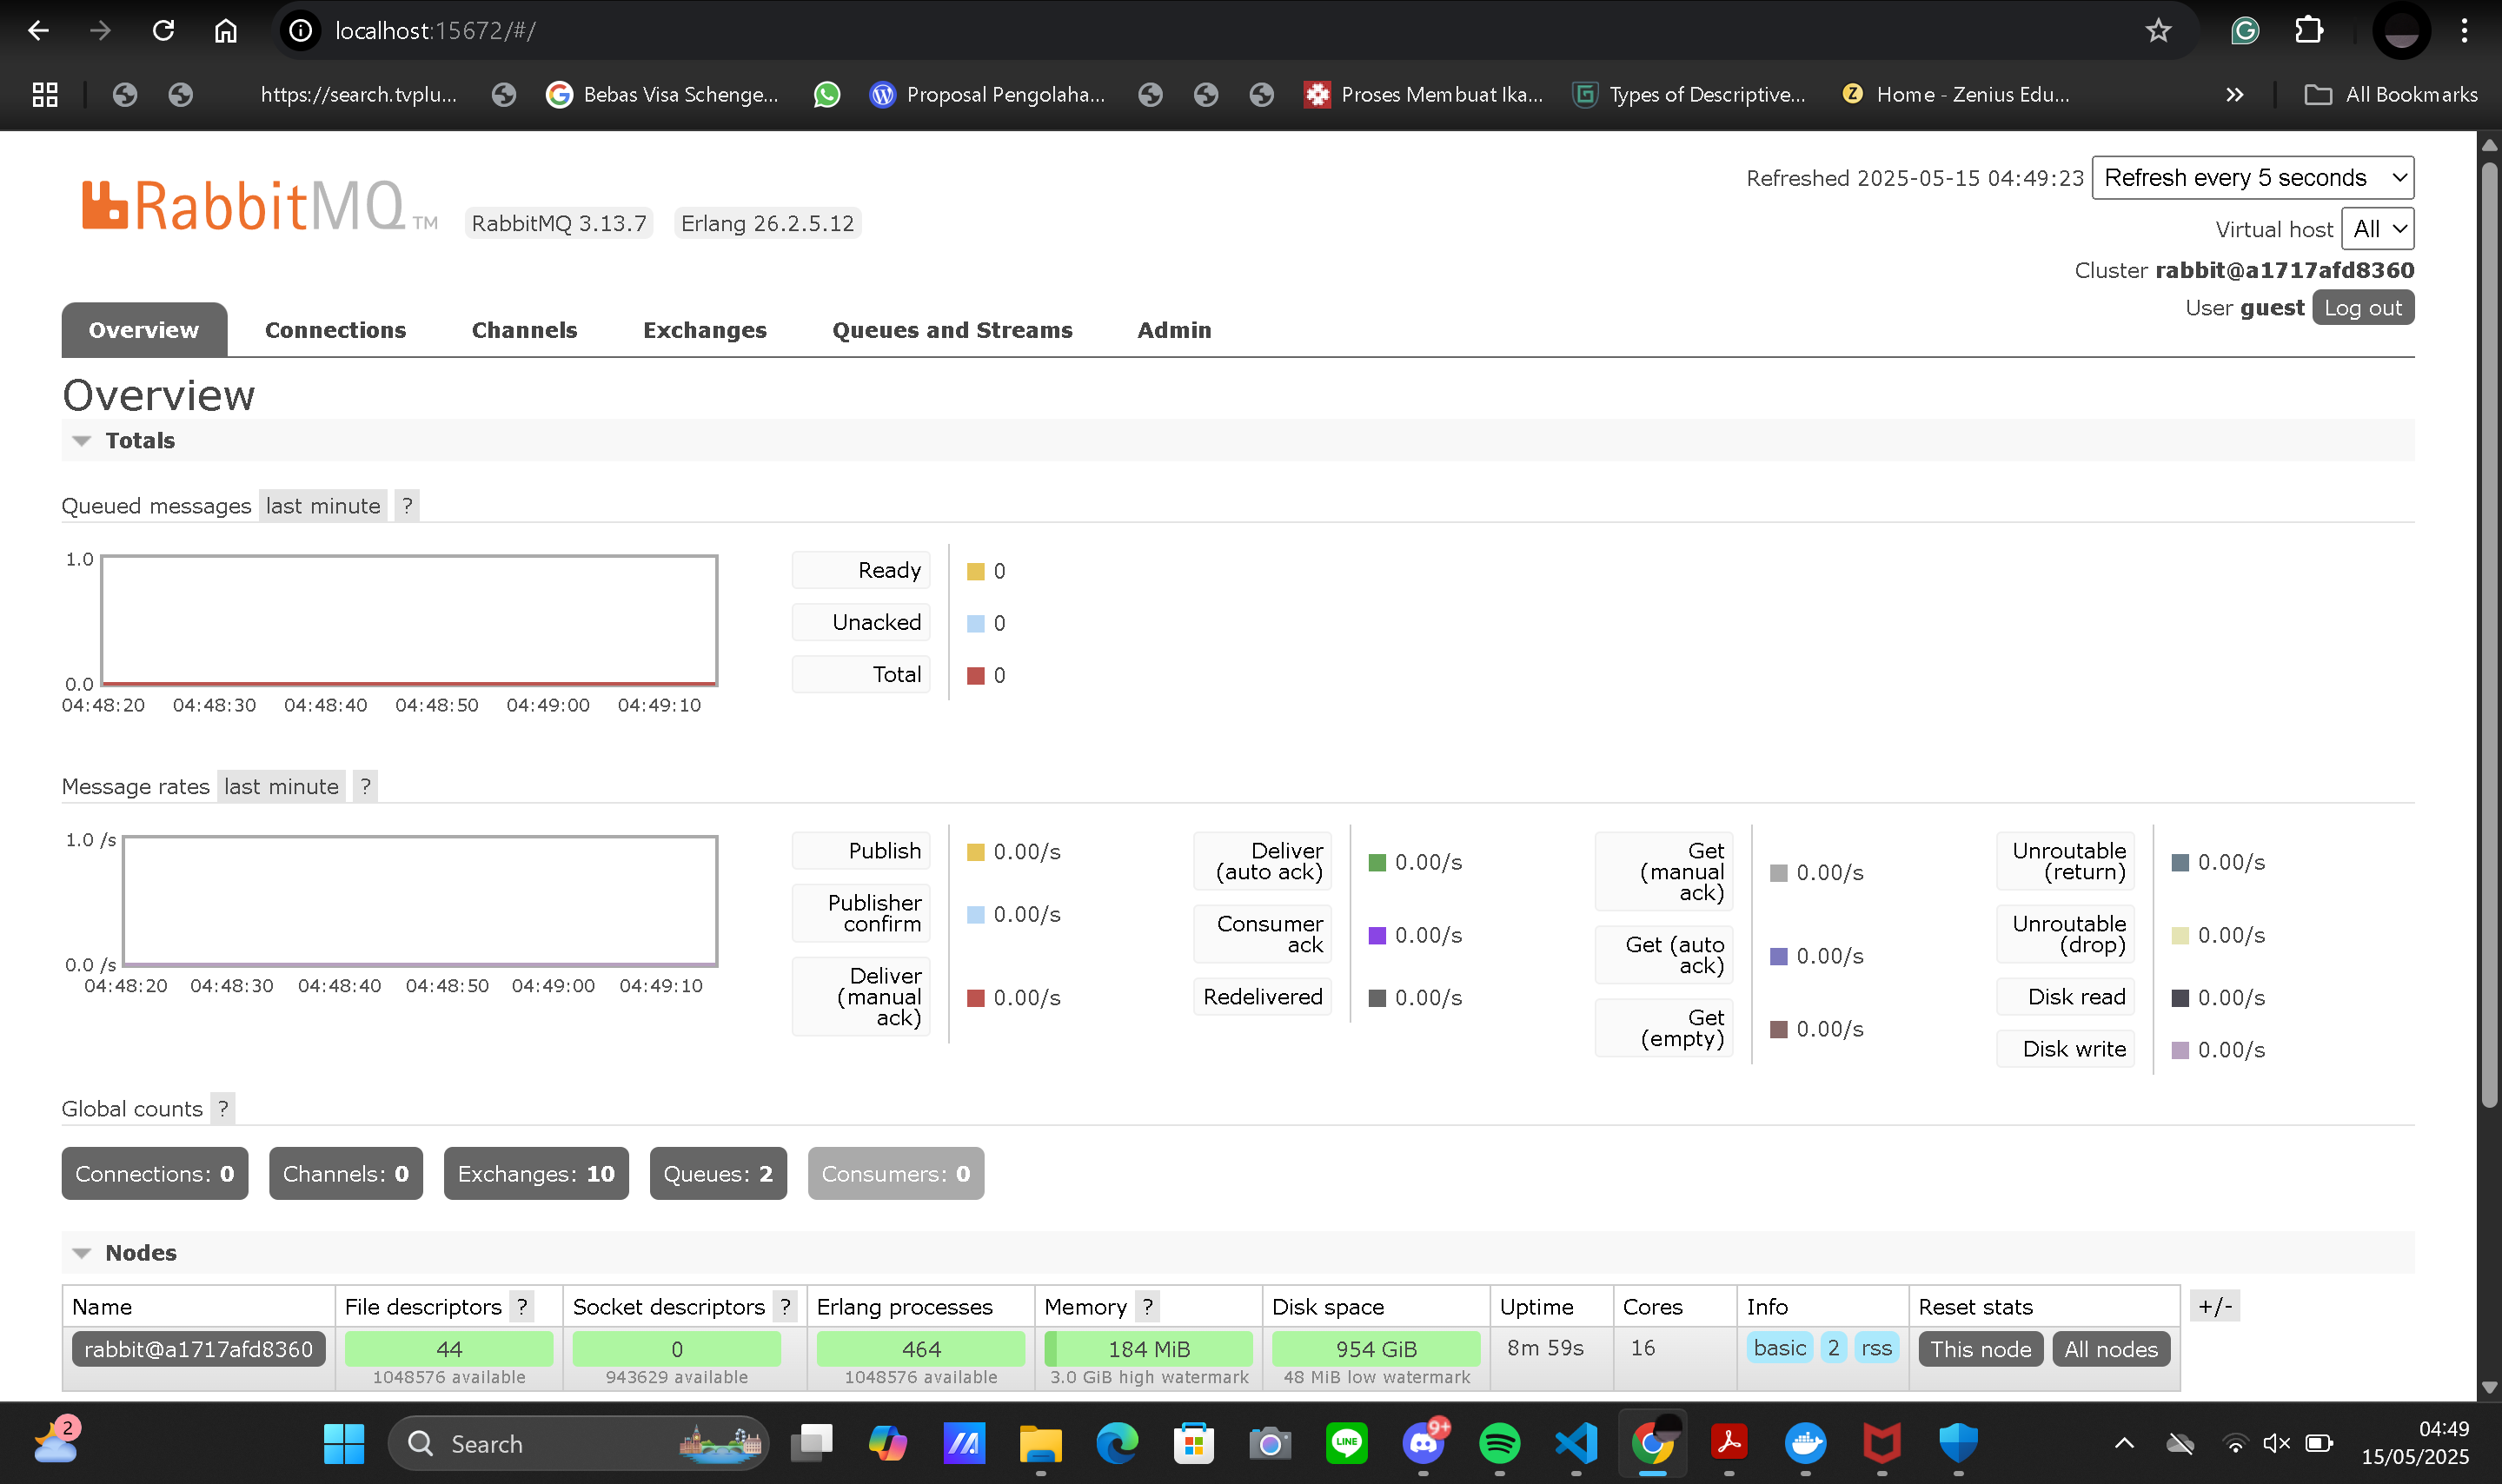 localhost:15672/#/
https://search.tvplu...
Bebas Visa Schenge...
Proposal Pengolaha...
Proses Membuat Ika...
Types of Descriptive...
Home - Zenius Edu...
All Bookmarks
RabbitMQ TM
RabbitMQ 3.13.7
Erlang 26.2.5.12
Refreshed 2025-05-15 04:49:23
Refresh every 5 seconds
Virtual host All
Cluster rabbit@a1717afd8360
User guest Log out
Overview
Connections
Channels
Exchanges
Queues and Streams
Admin
Overview
Totals
Queued messages last minute ?
1.0
0.0
04:48:20 04:48:30 04:48:40 04:48:50 04:49:00 04:49:10
Ready 0
Unacked 0
Total 0
Message rates last minute ?
1.0 /s
0.0 /s
04:48:20 04:48:30 04:48:40 04:48:50 04:49:00 04:49:10
Publish 0.00/s
Publisher confirm 0.00/s
Deliver (manual ack) 0.00/s
Deliver (auto ack) 0.00/s
Consumer ack 0.00/s
Redelivered 0.00/s
Get (manual ack) 0.00/s
Get (auto ack) 0.00/s
Get (empty) 0.00/s
Unroutable (return) 0.00/s
Unroutable (drop) 0.00/s
Disk read 0.00/s
Disk write 0.00/s
Global counts ?
Connections: 0
Channels: 0
Exchanges: 10
Queues: 2
Consumers: 0
Nodes
Name File descriptors ? Socket descriptors ? Erlang processes Memory ? Disk space Uptime Cores Info Reset stats +/-
rabbit@a1717afd8360 44 0 464 184 MiB 954 GiB 8m 59s 16 basic 2 rss This node All nodes
1048576 available 943629 available 1048576 available 3.0 GiB high watermark 48 MiB low watermark
2
Search
LINE
9+
04:49
15/05/2025